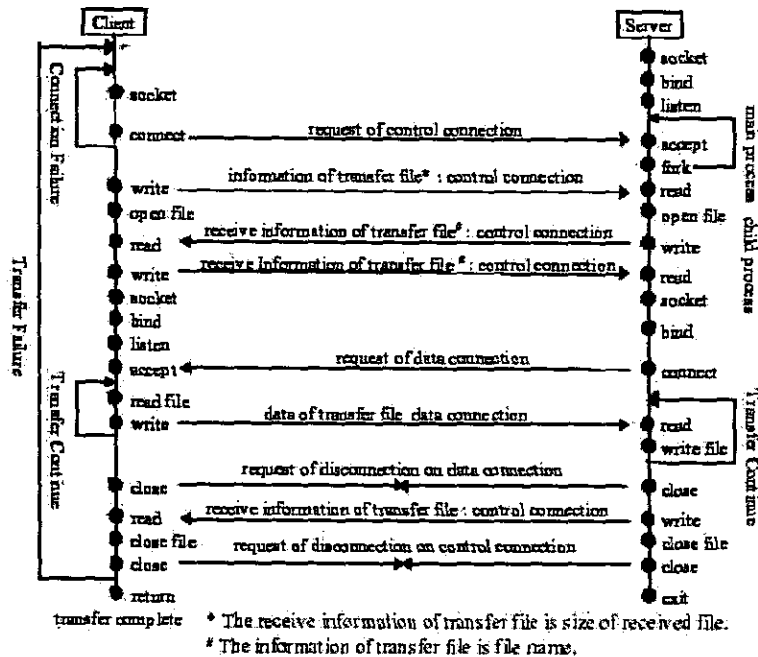 Client
Server
socket
bind
listen
socket
connect
request of control connection
accept
fork
write
information of transfer file* : control connection
read
open file
open file
read
receive information of transfer file# : control connection
write
write
receive information of transfer file # : control connection
read
socket
socket
bind
bind
listen
accept
request of data connection
connect
read file
write
data of transfer file data connection
read
write file
close
request of disconnection on data connection
close
read
receive information of transfer file : control connection
write
close file
close file
close
request of disconnection on control connection
close
return
exit
transfer complete
Connection Failure
Transfer Failure
Transfer Continue
main process child process
Transfer Continue
* The receive information of transfer file is size of received file.
# The information of transfer file is file name.